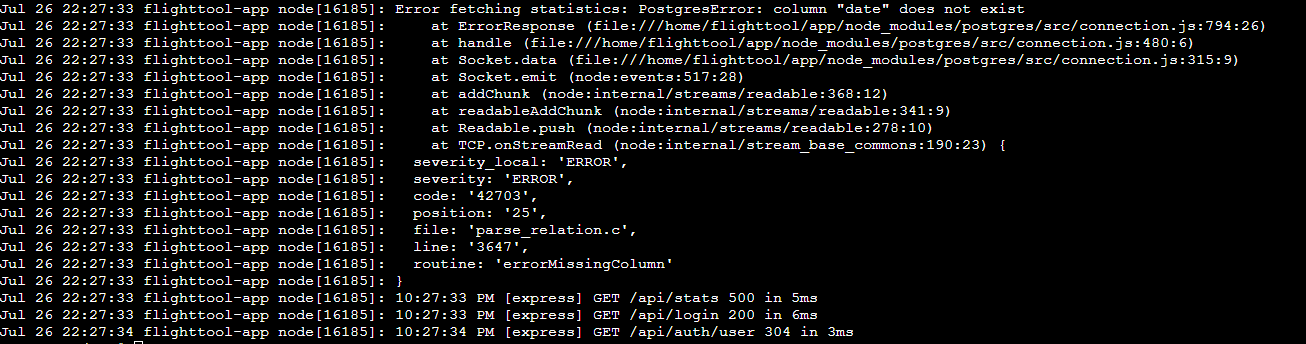 Jul 26 22:27:33 flighttool-app node[16185]: Error fetching statistics: PostgresError: column "date" does not exist
Jul 26 22:27:33 flighttool-app node[16185]:     at ErrorResponse (file:///home/flighttool/app/node_modules/postgres/src/connection.js:794:26)
Jul 26 22:27:33 flighttool-app node[16185]:     at handle (file:///home/flighttool/app/node_modules/postgres/src/connection.js:480:6)
Jul 26 22:27:33 flighttool-app node[16185]:     at Socket.data (file:///home/flighttool/app/node_modules/postgres/src/connection.js:315:9)
Jul 26 22:27:33 flighttool-app node[16185]:     at Socket.emit (node:events:517:28)
Jul 26 22:27:33 flighttool-app node[16185]:     at addChunk (node:internal/streams/readable:368:12)
Jul 26 22:27:33 flighttool-app node[16185]:     at readableAddChunk (node:internal/streams/readable:341:9)
Jul 26 22:27:33 flighttool-app node[16185]:     at Readable.push (node:internal/streams/readable:278:10)
Jul 26 22:27:33 flighttool-app node[16185]:     at TCP.onStreamRead (node:internal/stream_base_commons:190:23) {
Jul 26 22:27:33 flighttool-app node[16185]:   severity_local: 'ERROR',
Jul 26 22:27:33 flighttool-app node[16185]:   severity: 'ERROR',
Jul 26 22:27:33 flighttool-app node[16185]:   code: '42703',
Jul 26 22:27:33 flighttool-app node[16185]:   position: '25',
Jul 26 22:27:33 flighttool-app node[16185]:   file: 'parse_relation.c',
Jul 26 22:27:33 flighttool-app node[16185]:   line: '3647',
Jul 26 22:27:33 flighttool-app node[16185]:   routine: 'errorMissingColumn'
Jul 26 22:27:33 flighttool-app node[16185]: }
Jul 26 22:27:33 flighttool-app node[16185]: 10:27:33 PM [express] GET /api/stats 500 in 5ms
Jul 26 22:27:33 flighttool-app node[16185]: 10:27:33 PM [express] GET /api/login 200 in 6ms
Jul 26 22:27:34 flighttool-app node[16185]: 10:27:34 PM [express] GET /api/auth/user 304 in 3ms